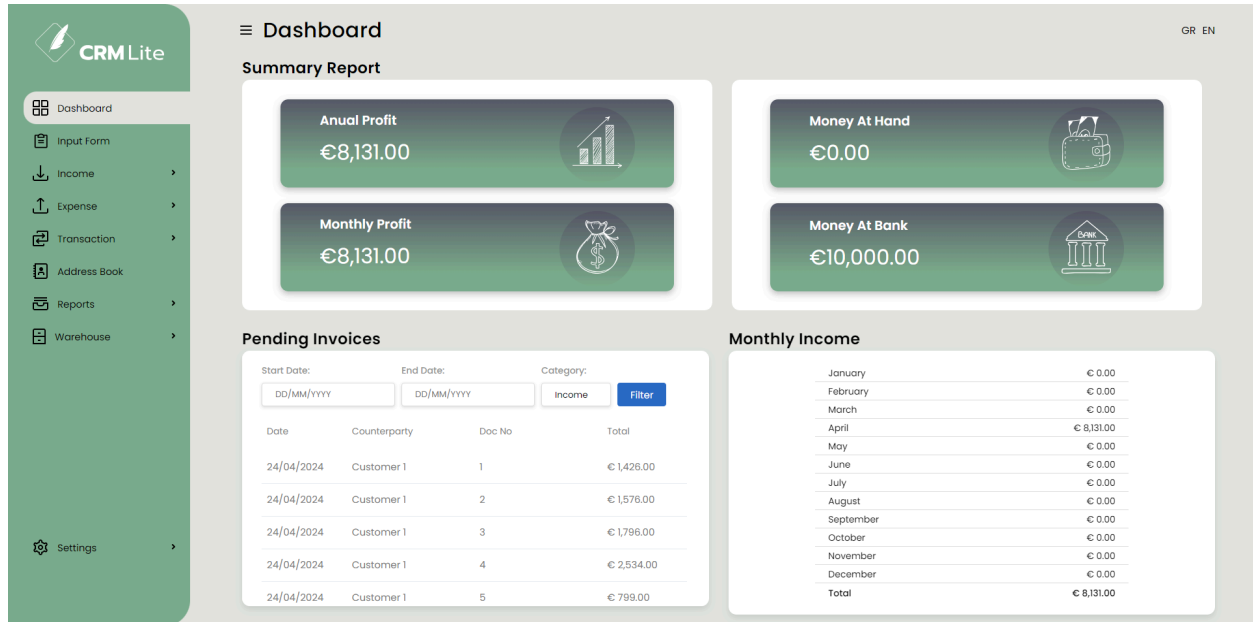 CRM Lite
Dashboard
Input Form
Income
Expense
Transaction
Address Book
Reports
Warehouse
Settings
Dashboard
GR EN
Summary Report
Anual Profit
€8,131.00
Monthly Profit
€8,131.00
Money At Hand
€0.00
Money At Bank
€10,000.00
BANK
Pending Invoices
Start Date: End Date: Category:
DD/MM/YYYY DD/MM/YYYY Income Filter
Date Counterparty Doc No Total
24/04/2024 Customer 1 1 € 1,426.00
24/04/2024 Customer 1 2 € 1,576.00
24/04/2024 Customer 1 3 € 1,796.00
24/04/2024 Customer 1 4 € 2,534.00
24/04/2024 Customer 1 5 € 799.00
Monthly Income
January € 0.00
February € 0.00
March € 0.00
April € 8,131.00
May € 0.00
June € 0.00
July € 0.00
August € 0.00
September € 0.00
October € 0.00
November € 0.00
December € 0.00
Total € 8,131.00